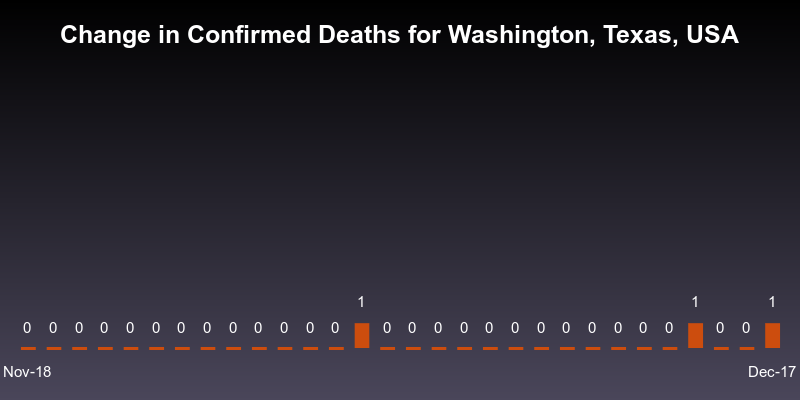 Change in Confirmed Deaths for Washington, Texas, USA
1 1 1
0 0 0 0 0 0 0 0 0 0 0 0 0 0 0 0 0 0 0 0 0 0 0 0 0 0 0
Nov-18 Dec-17